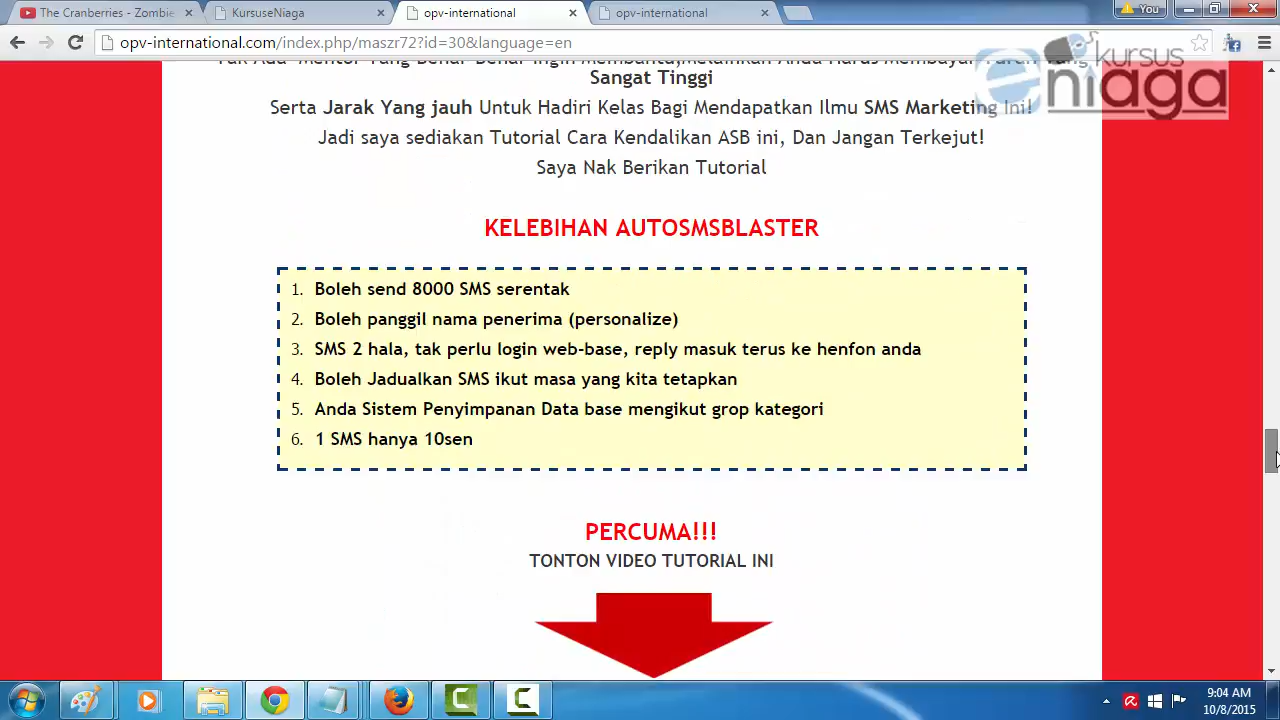 The Cranberries - Zombie
KursuseNiaga
opv-international
opv-international
You
opv-international.com/index.php/maszr72?id=30&language=e
kursus
eniaga
Sangat Tinggi
Serta Jarak Yang jauh Untuk Hadiri Kelas Bagi Mendapatkan Ilmu SMS Marketing Ini!
Jadi saya sediakan Tutorial Cara Kendalikan ASB ini, Dan Jangan Terkejut!
Saya Nak Berikan Tutorial
KELEBIHAN AUTOSMSBLASTER
1. Boleh send 8000 SMS serentak
2. Boleh panggil nama penerima (personalize)
3. SMS 2 hala, tak perlu login web-base, reply masuk terus ke henfon anda
4. Boleh Jadualkan SMS ikut masa yang kita tetapkan
5. Anda Sistem Penyimpanan Data base mengikut grop kategori
6. 1 SMS hanya 10sen
PERCUMA!!!
TONTON VIDEO TUTORIAL INI
9:04 AM
10/8/2015